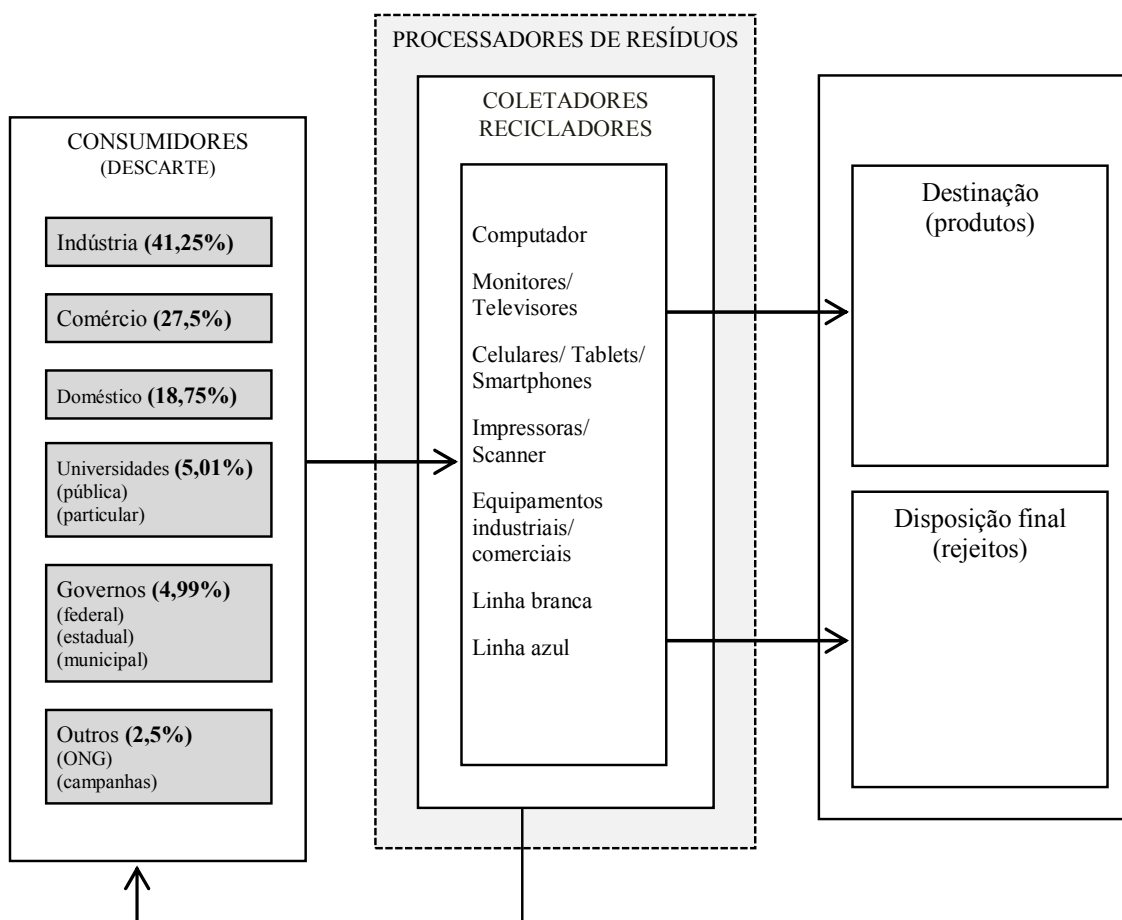 CONSUMIDORES
(DESCARTE)
Indústria (41,25%)
Comércio (27,5%)
Doméstico (18,75%)
Universidades (5,01%)
(pública)
(particular)
Governos (4,99%)
(federal)
(estadual)
(municipal)
Outros (2,5%)
(ONG)
(campanhas)
PROCESSADORES DE RESÍDUOS
COLETADORES
RECICLADORES
Computador
Monitores/
Televisores
Celulares/ Tablets/
Smartphones
Impressoras/
Scanner
Equipamentos
industriais/
comerciais
Linha branca
Linha azul
Destinação
(produtos)
Disposição final
(rejeitos)